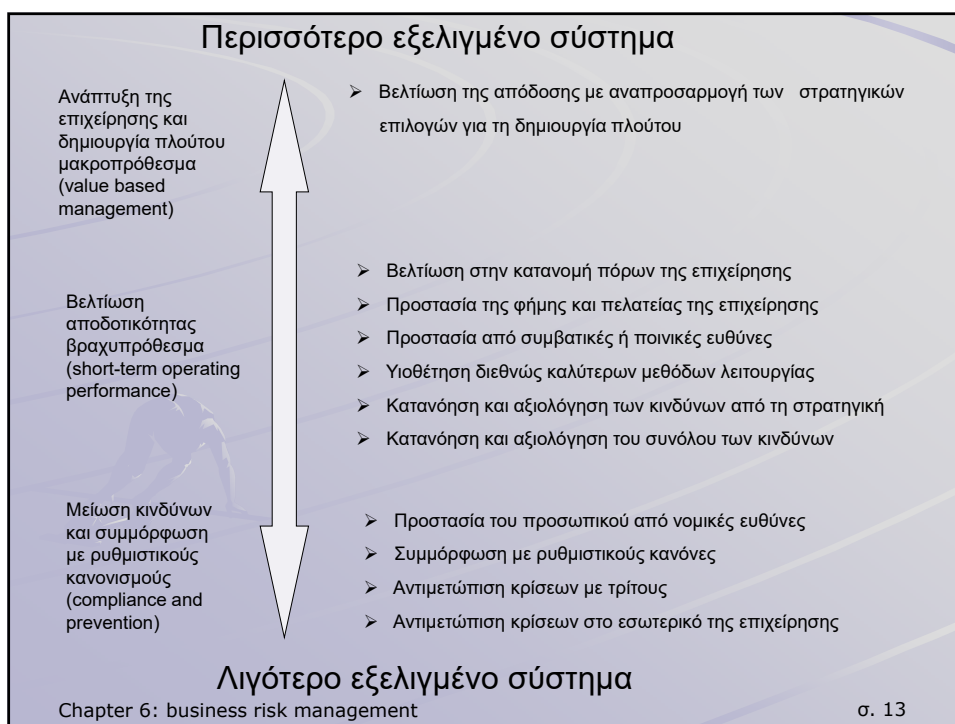 Περισσότερο εξελιγμένο σύστημα
Ανάπτυξη της
επιχείρησης και
δημιουργία πλούτου
μακροπρόθεσμα
(value based
management)
➢ Βελτίωση της απόδοσης με αναπροσαρμογή των στρατηγικών
επιλογών για τη δημιουργία πλούτου
Βελτίωση
αποδοτικότητας
βραχυπρόθεσμα
(short-term operating
performance)
➢ Βελτίωση στην κατανομή πόρων της επιχείρησης
➢ Προστασία της φήμης και πελατείας της επιχείρησης
➢ Προστασία από συμβατικές ή ποινικές ευθύνες
➢ Υιοθέτηση διεθνώς καλύτερων μεθόδων λειτουργίας
➢ Κατανόηση και αξιολόγηση των κινδύνων από τη στρατηγική
➢ Κατανόηση και αξιολόγηση του συνόλου των κινδύνων
Μείωση κινδύνων
και συμμόρφωση
με ρυθμιστικούς
κανονισμούς
(compliance and
prevention)
➢ Προστασία του προσωπικού από νομικές ευθύνες
➢ Συμμόρφωση με ρυθμιστικούς κανόνες
➢ Αντιμετώπιση κρίσεων με τρίτους
➢ Αντιμετώπιση κρίσεων στο εσωτερικό της επιχείρησης
Λιγότερο εξελιγμένο σύστημα
Chapter 6: business risk management σ. 13